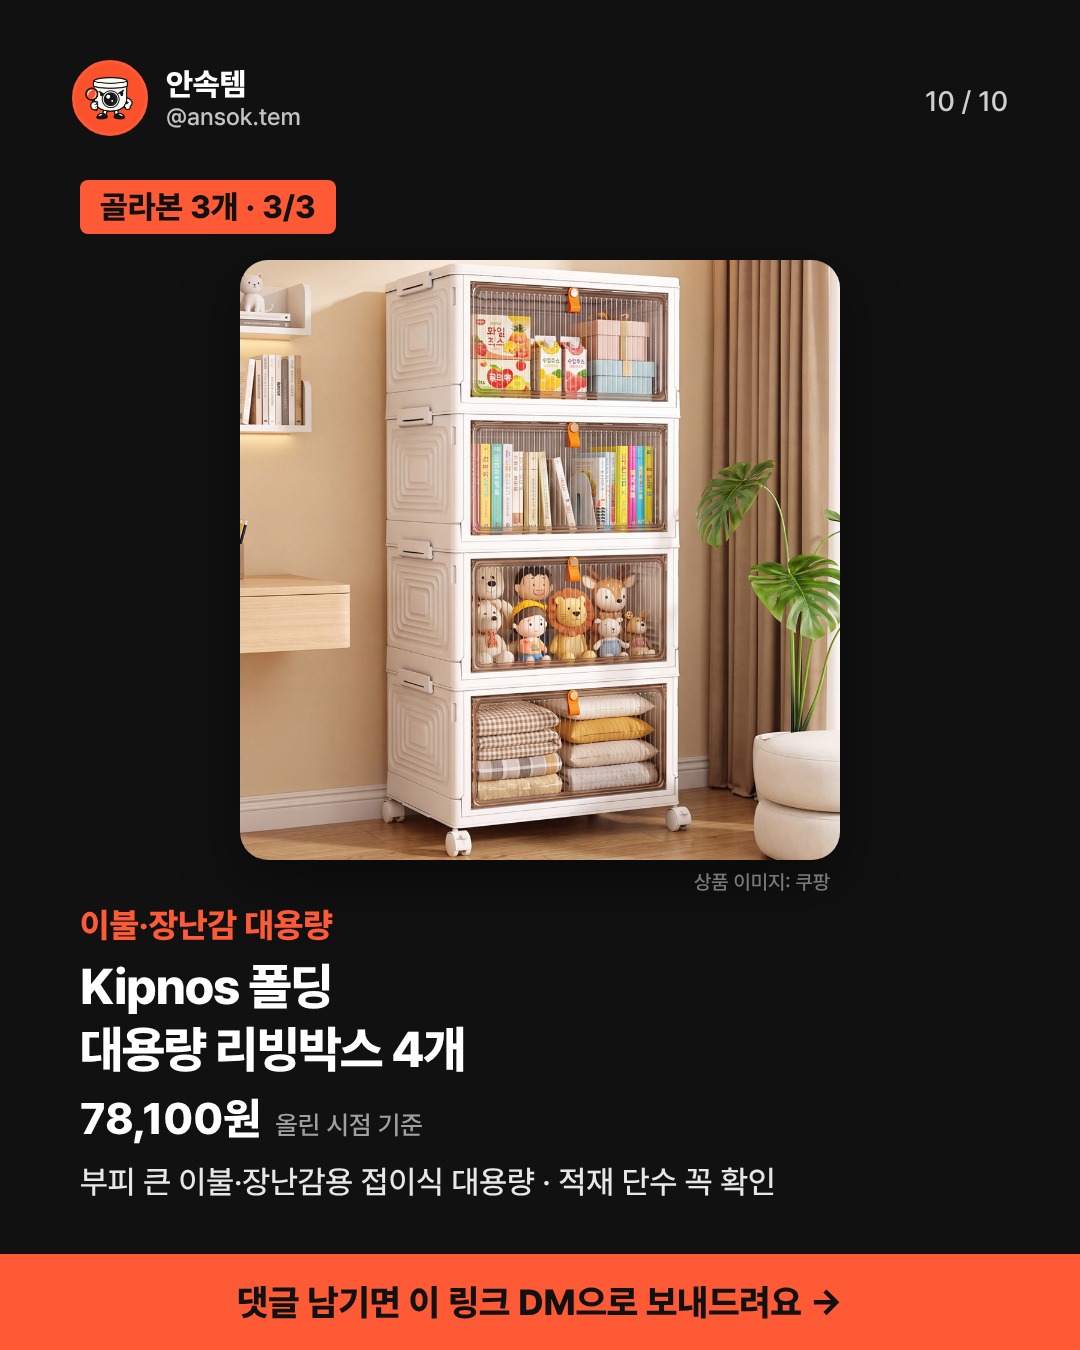 안속템
@ansok.tem
10 / 10
골라본 3개 · 3/3
화일
직스
상품 이미지: 쿠팡
이불·장난감 대용량
Kipnos 폴딩
대용량 리빙박스 4개
78,100원 올린 시점 기준
부피 큰 이불·장난감용 접이식 대용량 · 적재 단수 꼭 확인
댓글 남기면 이 링크 DM으로 보내드려요 →